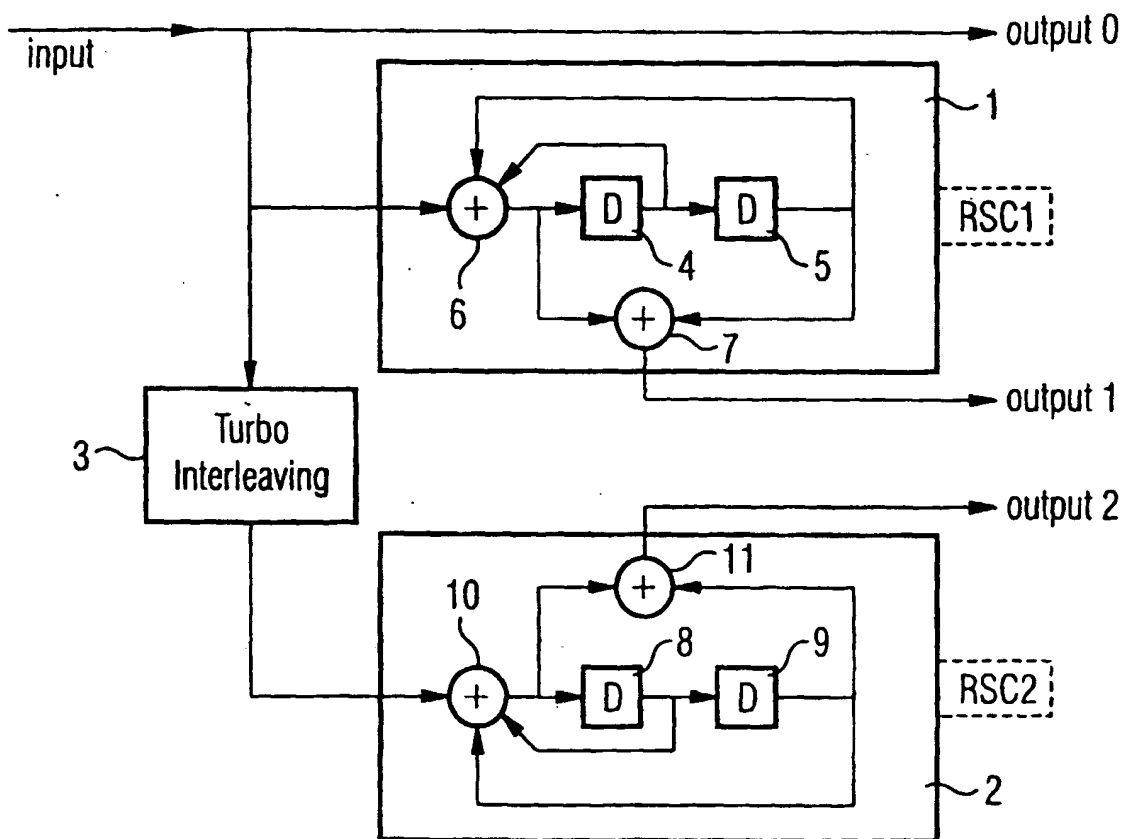 input
output 0
1
+
D
D
RSC1
4
5
6
+
7
output 1
3
Turbo
Interleaving
output 2
11
+
10
8
9
+
D
D
RSC2
2